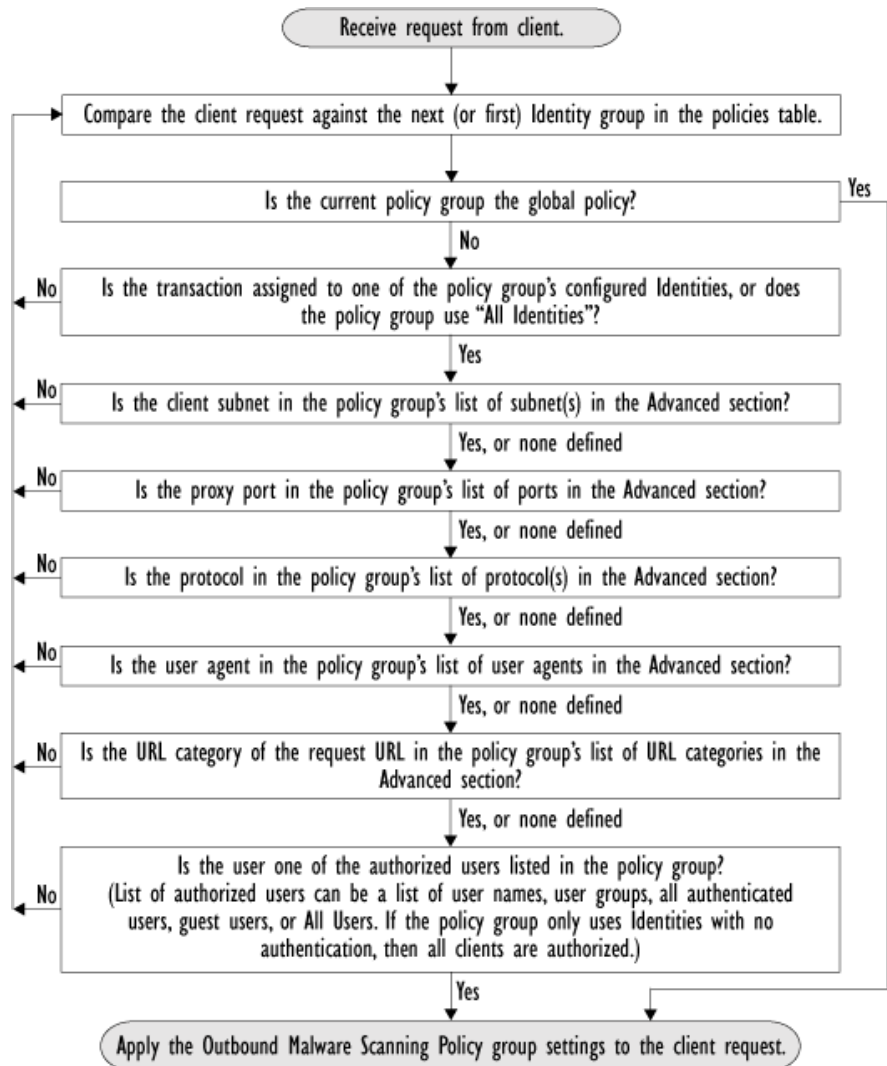 Receive request from client.
Compare the client request against the next (or first) Identity group in the policies table.
Is the current policy group the global policy?
Yes
No
Is the transaction assigned to one of the policy group's configured Identities, or does
the policy group use “All Identities”?
No
Yes
Is the client subnet in the policy group's list of subnet(s) in the Advanced section?
No
Yes, or none defined
Is the proxy port in the policy group's list of ports in the Advanced section?
No
Yes, or none defined
Is the protocol in the policy group's list of protocol(s) in the Advanced section?
No
Yes, or none defined
Is the user agent in the policy group's list of user agents in the Advanced section?
No
Yes, or none defined
Is the URL category of the request URL in the policy group's list of URL categories in the
Advanced section?
No
Yes, or none defined
Is the user one of the authorized users listed in the policy group?
(List of authorized users can be a list of user names, user groups, all authenticated
users, guest users, or All Users. If the policy group only uses Identities with no
authentication, then all clients are authorized.)
No
Yes
Apply the Outbound Malware Scanning Policy group settings to the client request.